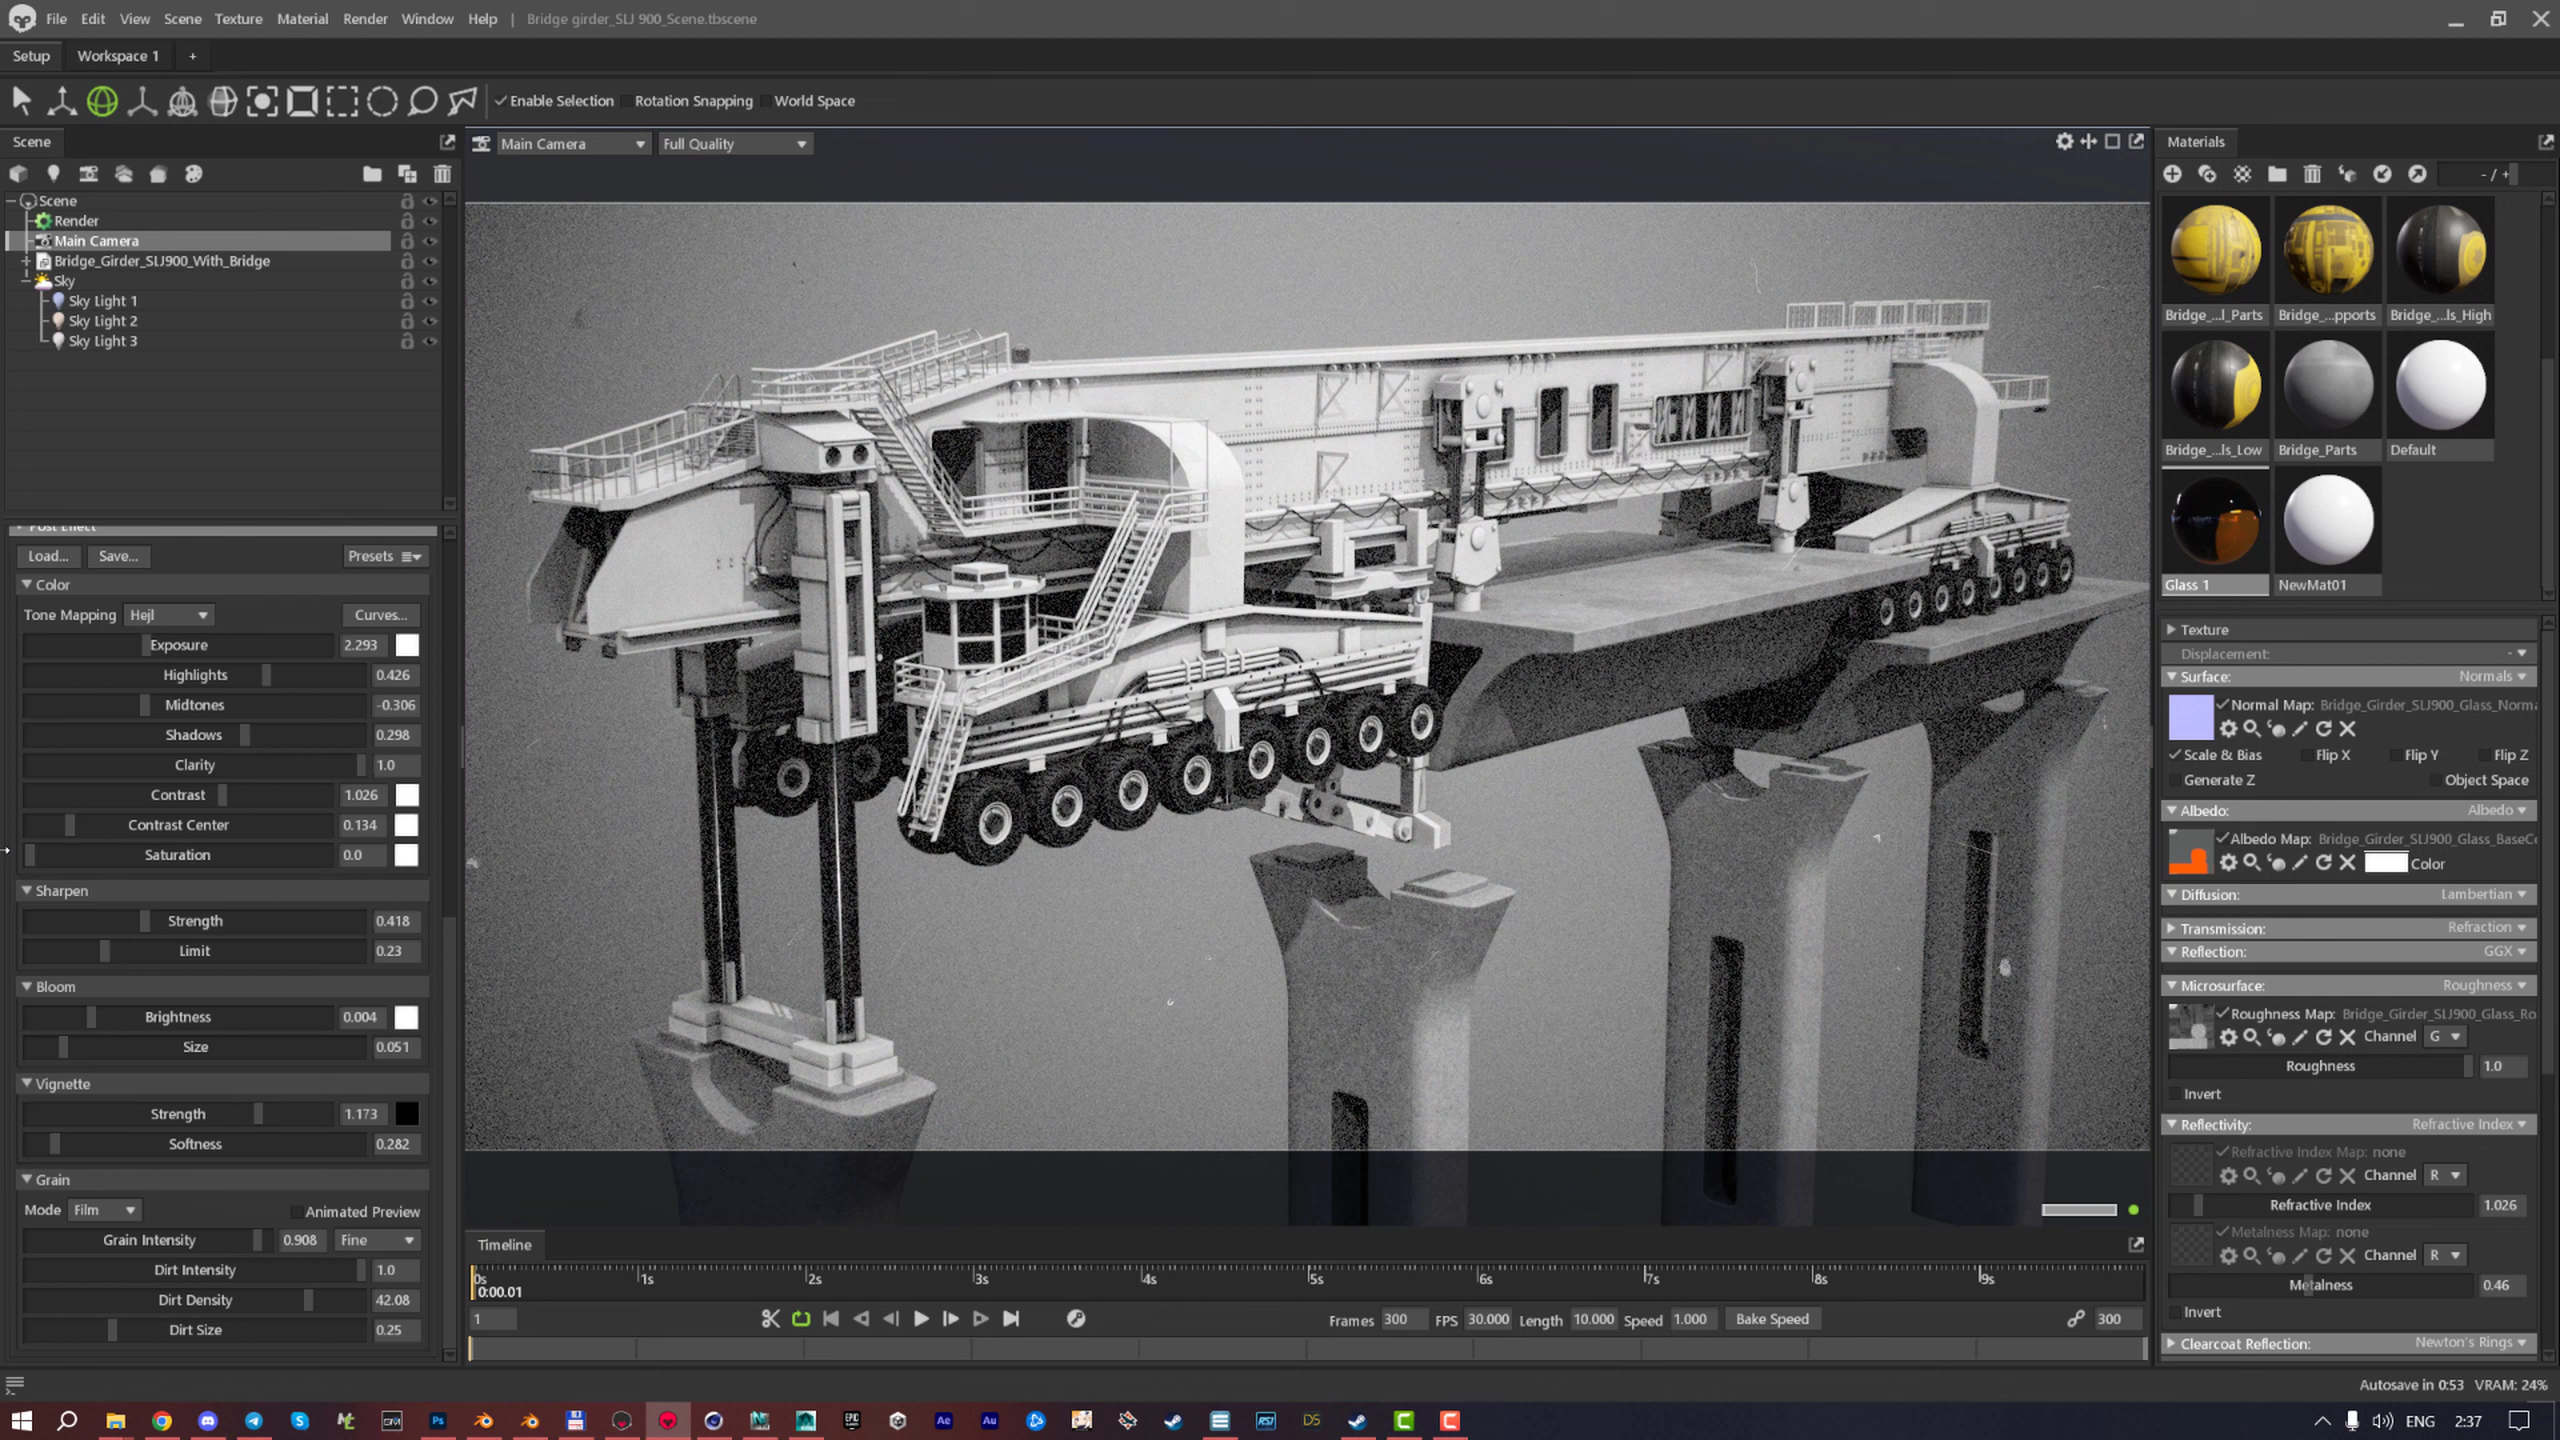 File Edit View Scene Texture Material Render Window Help | Bridge girder_SLJ 900_Scene.tbscene
Setup Workspace 1 +
Enable Selection Rotation Snapping World Space
Scene
Main Camera Full Quality
Materials
- / +
Scene
Render
Main Camera
Bridge_Girder_SLJ900_With_Bridge
Sky
Sky Light 1
Sky Light 2
Sky Light 3
Bridge_...l_Parts Bridge_...pports Bridge_...ls_High
Bridge_...ls_Low Bridge_Parts Default
Glass 1 NewMat01
Post Effect
Load... Save... Presets
Color
Tone Mapping Hejl Curves...
Exposure 2.293
Highlights 0.426
Midtones -0.306
Shadows 0.298
Clarity 1.0
Contrast 1.026
Contrast Center 0.134
Saturation 0.0
Sharpen
Strength 0.418
Limit 0.23
Bloom
Brightness 0.004
Size 0.051
Vignette
Strength 1.173
Softness 0.282
Grain
Mode Film Animated Preview
Grain Intensity 0.908 Fine
Dirt Intensity 1.0
Dirt Density 42.08
Dirt Size 0.25
Texture
Displacement: -
Surface: Normals
Normal Map: Bridge_Girder_SLJ900_Glass_Norma
Scale & Bias Flip X Flip Y Flip Z
Generate Z Object Space
Albedo: Albedo
Albedo Map: Bridge_Girder_SLJ900_Glass_BaseCo
Color
Diffusion: Lambertian
Transmission: Refraction
Reflection: GGX
Microsurface: Roughness
Roughness Map: Bridge_Girder_SLJ900_Glass_Ro
Channel G
Roughness 1.0
Invert
Reflectivity: Refractive Index
Refractive Index Map: none
Channel R
Refractive Index 1.026
Metalness Map: none
Channel R
Metalness 0.46
Invert
Clearcoat Reflection: Newton's Rings
Timeline
0s 1s 2s 3s 4s 5s 6s 7s 8s 9s
0:00.01
1 Frames 300 FPS 30.000 Length 10.000 Speed 1.000 Bake Speed 300
Autosave in 0:53 VRAM: 24%
Ps EPIC Ae Au RSI DS
ENG 2:37